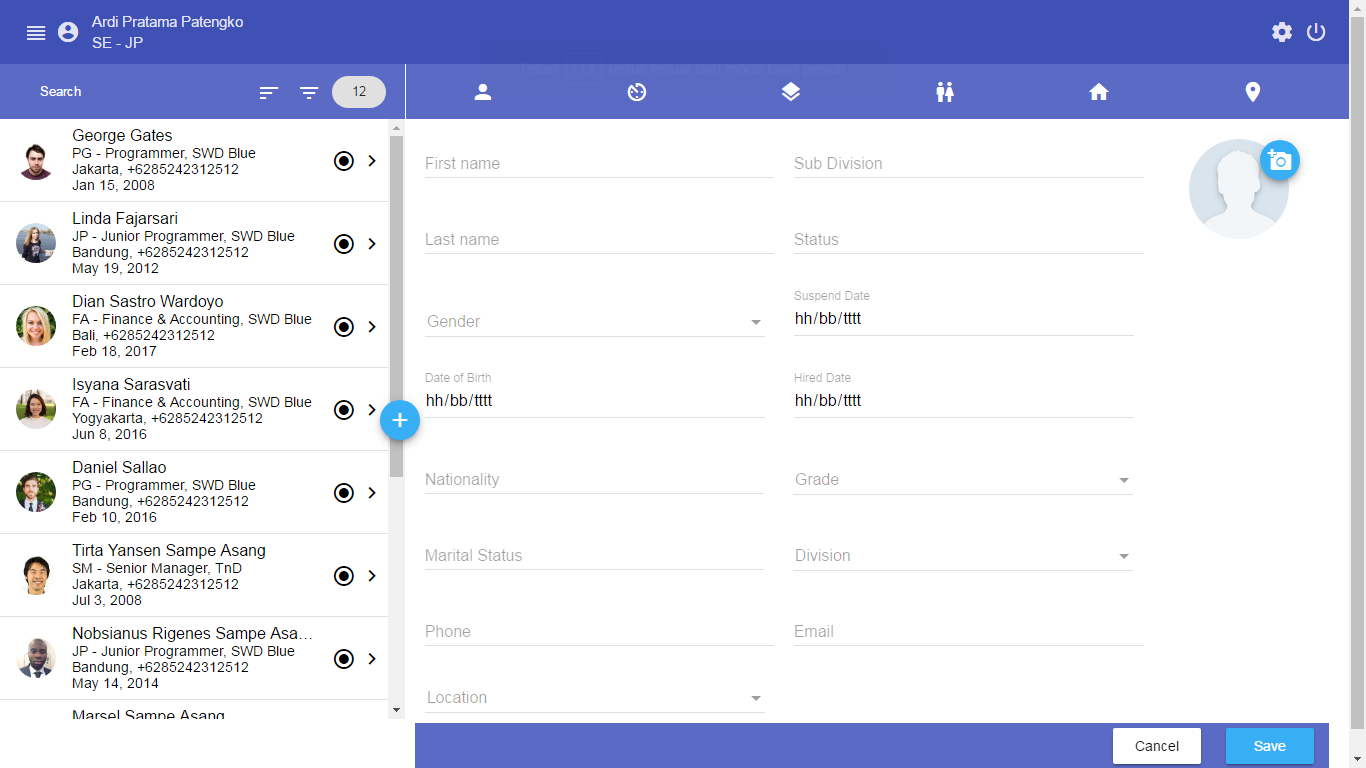 Ardi Pratama Patengko
SE - JP
Search
12
George Gates
PG - Programmer, SWD Blue
Jakarta, +6285242312512
Jan 15, 2008
Linda Fajarsari
JP - Junior Programmer, SWD Blue
Bandung, +6285242312512
May 19, 2012
Dian Sastro Wardoyo
FA - Finance & Accounting, SWD Blue
Bali, +6285242312512
Feb 18, 2017
Isyana Sarasvati
FA - Finance & Accounting, SWD Blue
Yogyakarta, +6285242312512
Jun 8, 2016
Daniel Sallao
PG - Programmer, SWD Blue
Bandung, +6285242312512
Feb 10, 2016
Tirta Yansen Sampe Asang
SM - Senior Manager, TnD
Jakarta, +6285242312512
Jul 3, 2008
Nobsianus Rigenes Sampe Asa…
JP - Junior Programmer, SWD Blue
Bandung, +6285242312512
May 14, 2014
Marsel Sampe Asang
First name
Sub Division
Last name
Status
Gender
Suspend Date
hh/bb/tttt
Date of Birth
hh/bb/tttt
Hired Date
hh/bb/tttt
Nationality
Grade
Marital Status
Division
Phone
Email
Location
Cancel
Save